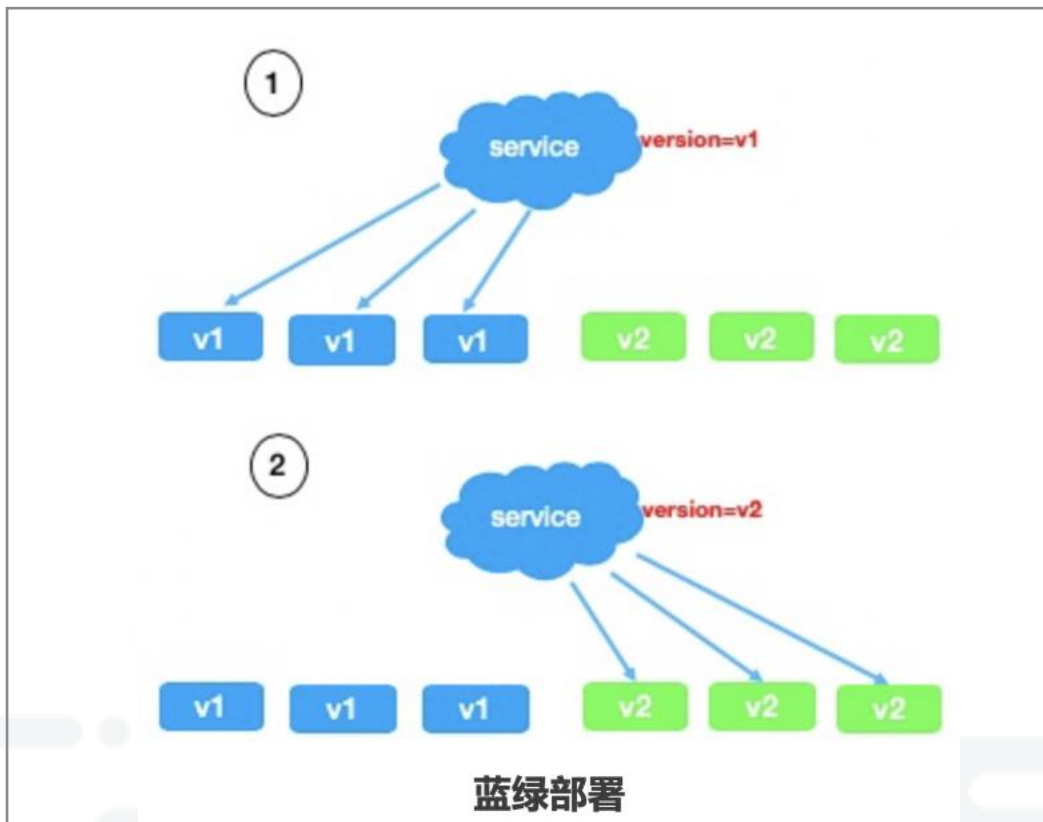 1
service
version=v1
v1 v1 v1 v2 v2 v2
2
service
version=v2
v1 v1 v1 v2 v2 v2
蓝绿部署